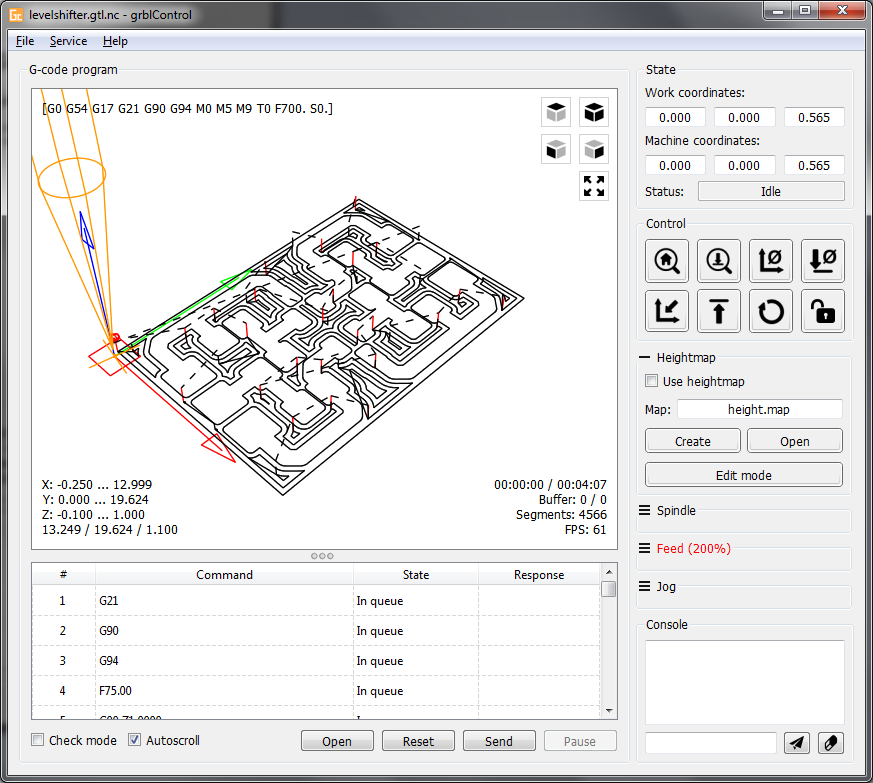 levelshifter.gtl.nc - grblControl
File Service Help
G-code program
[G0 G54 G17 G21 G90 G94 M0 M5 M9 T0 F700. S0.]
X: -0.250 ... 12.999
Y: 0.000 ... 19.624
Z: -0.100 ... 1.000
13.249 / 19.624 / 1.100
00:00:00 / 00:04:07
Buffer: 0 / 0
Segments: 4566
FPS: 61
# Command State Response
1 G21 In queue
2 G90 In queue
3 G94 In queue
4 F75.00 In queue
Check mode Autoscroll Open Reset Send Pause
State
Work coordinates:
0.000 0.000 0.565
Machine coordinates:
0.000 0.000 0.565
Status: Idle
Control
Heightmap
Use heightmap
Map: height.map
Create Open
Edit mode
Spindle
Feed (200%)
Jog
Console